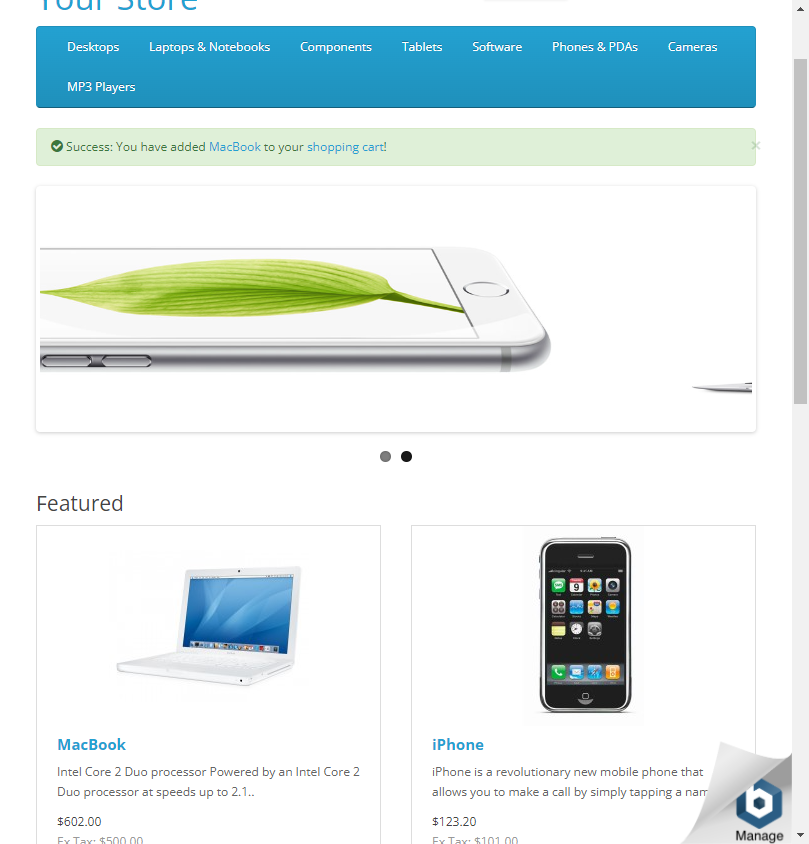 Your Store
Desktops Laptops & Notebooks Components Tablets Software Phones & PDAs Cameras
MP3 Players
Success: You have added MacBook to your shopping cart!
×
Featured
MacBook
Intel Core 2 Duo processor Powered by an Intel Core 2
Duo processor at speeds up to 2.1..
$602.00
Ex Tax: $500.00
iPhone
iPhone is a revolutionary new mobile phone that
allows you to make a call by simply tapping a
$123.20
Ex Tax: $101.00
Manage